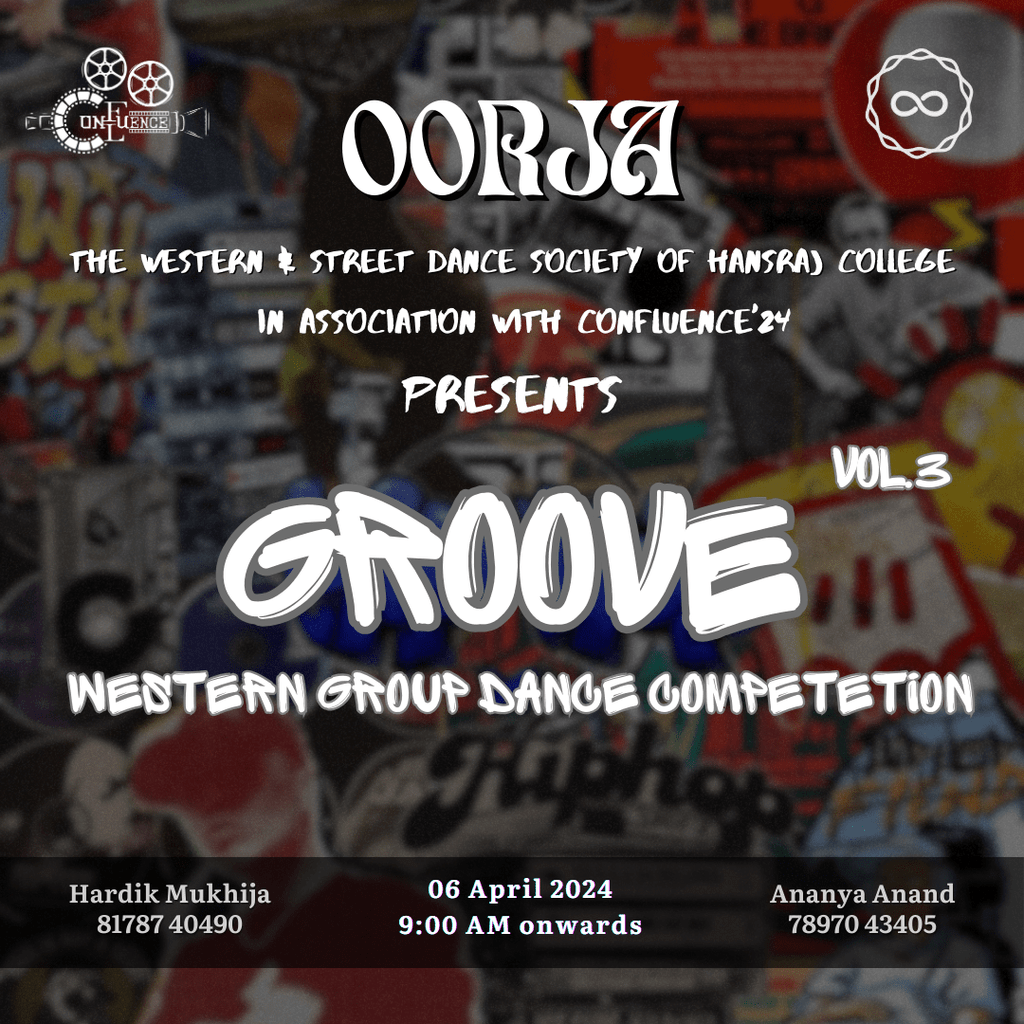 CONFLUENCE
OORJA
THE WESTERN & STREET DANCE SOCIETY OF HANSRAJ COLLEGE
IN ASSOCIATION WITH CONFLUENCE'24
PRESENTS
VOL.3
GROOVE
WESTERN GROUP DANCE COMPETETION
Hiphop
Hardik Mukhija
81787 40490
06 April 2024
9:00 AM onwards
Ananya Anand
78970 43405